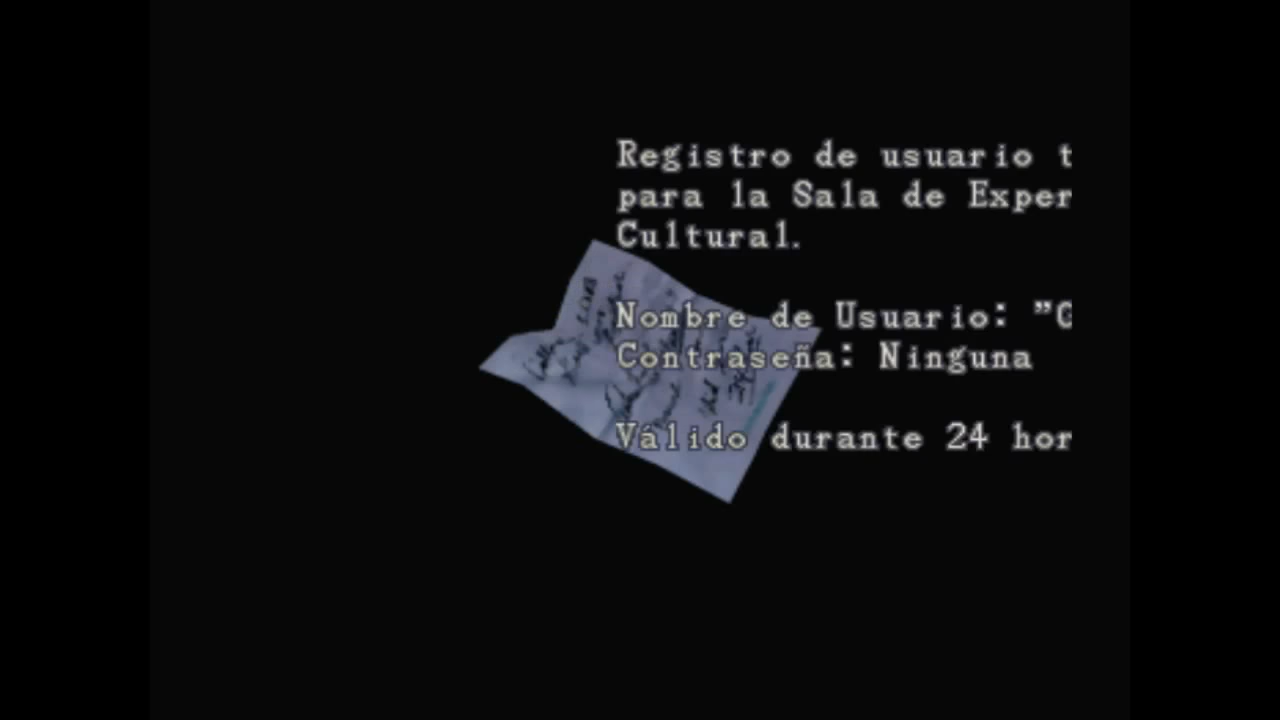 Registro de usuario t
para la Sala de Exper
Cultural.
Nombre de Usuario: "G
Contraseña: Ninguna
Válido durante 24 hor